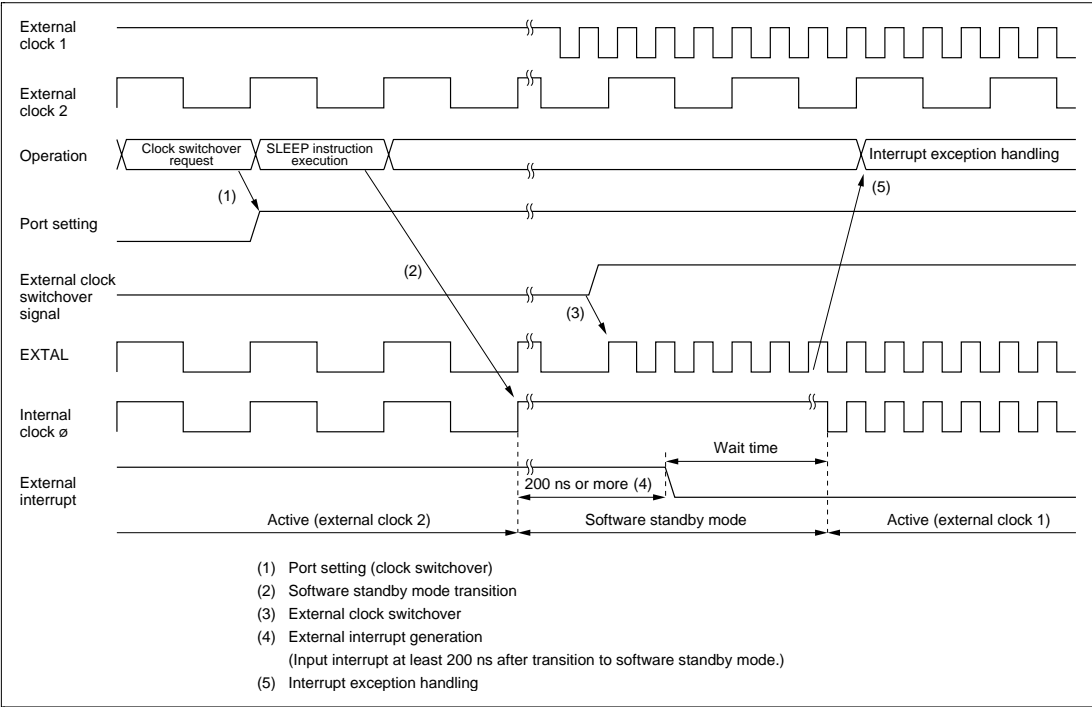 External
clock 1
External
clock 2
Operation
Clock switchover
request
SLEEP instruction
execution
Interrupt exception handling
(1)
(5)
Port setting
(2)
External clock
switchover
signal
(3)
EXTAL
Internal
clock ø
Wait time
External
interrupt
200 ns or more (4)
Active (external clock 2)
Software standby mode
Active (external clock 1)
(1) Port setting (clock switchover)
(2) Software standby mode transition
(3) External clock switchover
(4) External interrupt generation
(Input interrupt at least 200 ns after transition to software standby mode.)
(5) Interrupt exception handling